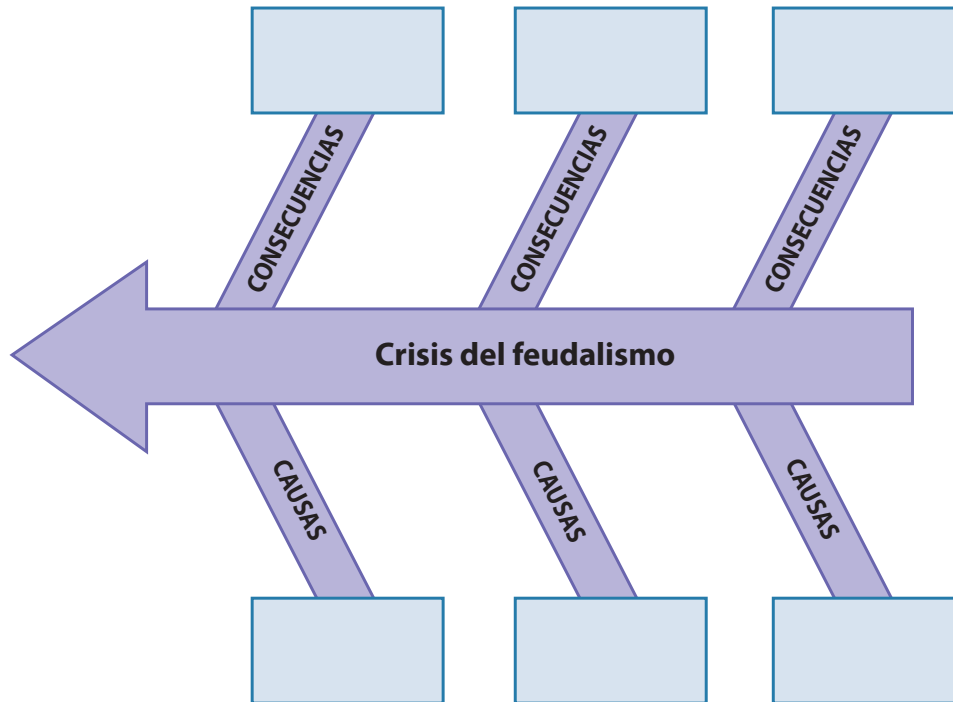 CONSECUENCIAS
CONSECUENCIAS
CONSECUENCIAS
Crisis del feudalismo
CAUSAS
CAUSAS
CAUSAS